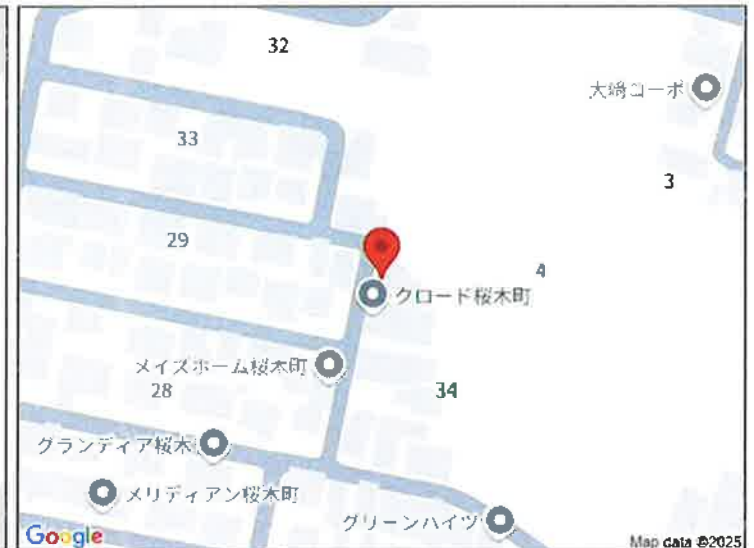 32
大崎コーポ
33
3
29
4
クロード桜木町
メイズホーム桜木町
28
34
グランディア桜木
メリディアン桜木町
グリーンハイツ
Google
Map data ©2025